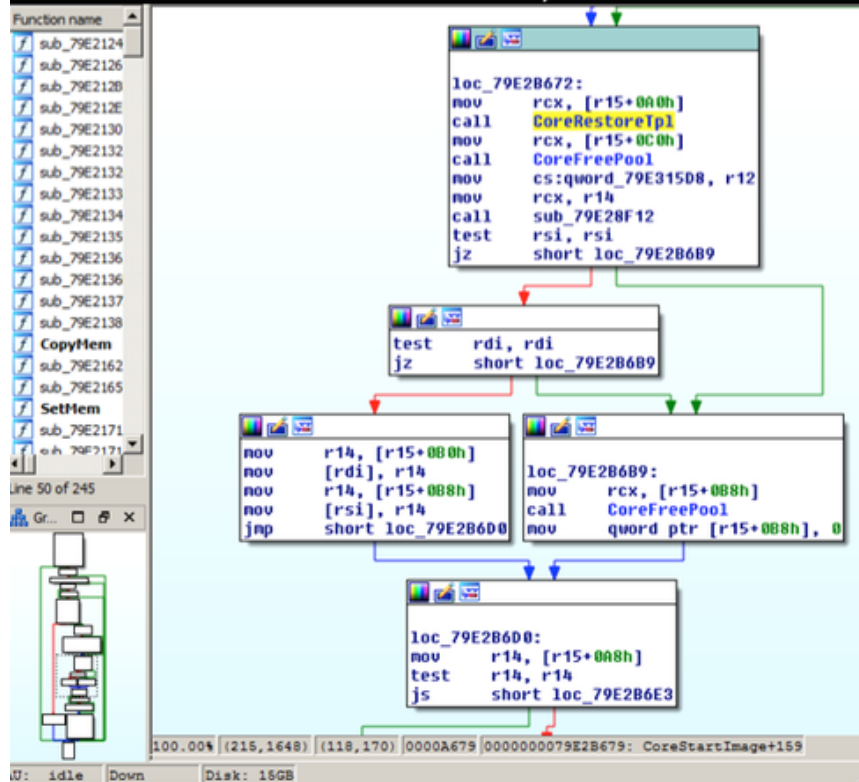 Function name
sub_79E2124
sub_79E2126
sub_79E212B
sub_79E212E
sub_79E2130
sub_79E2132
sub_79E2132
sub_79E2133
sub_79E2134
sub_79E2135
sub_79E2136
sub_79E2136
sub_79E2137
sub_79E2138
CopyMem
sub_79E2162
sub_79E2165
SetMem
sub_79E2171
sub_79E2171
Line 50 of 245
Gr...
loc_79E2B672:
mov rcx, [r15+0A0h]
call CoreRestoreTpl
mov rcx, [r15+0C0h]
call CoreFreePool
mov cs:qword_79E315D8, r12
mov rcx, r14
call sub_79E28F12
test rsi, rsi
jz short loc_79E2B6B9
test rdi, rdi
jz short loc_79E2B6B9
mov r14, [r15+0B0h]
mov [rdi], r14
mov r14, [r15+0B8h]
mov [rsi], r14
jmp short loc_79E2B6D0
loc_79E2B6B9:
mov rcx, [r15+0B8h]
call CoreFreePool
mov qword ptr [r15+0B8h], 0
loc_79E2B6D0:
mov r14, [r15+0A8h]
test r14, r14
js short loc_79E2B6E3
100.00% (215,1648) (118,170) 0000A679 0000000079E2B679: CoreStartImage+159
AU: idle Down Disk: 15GB